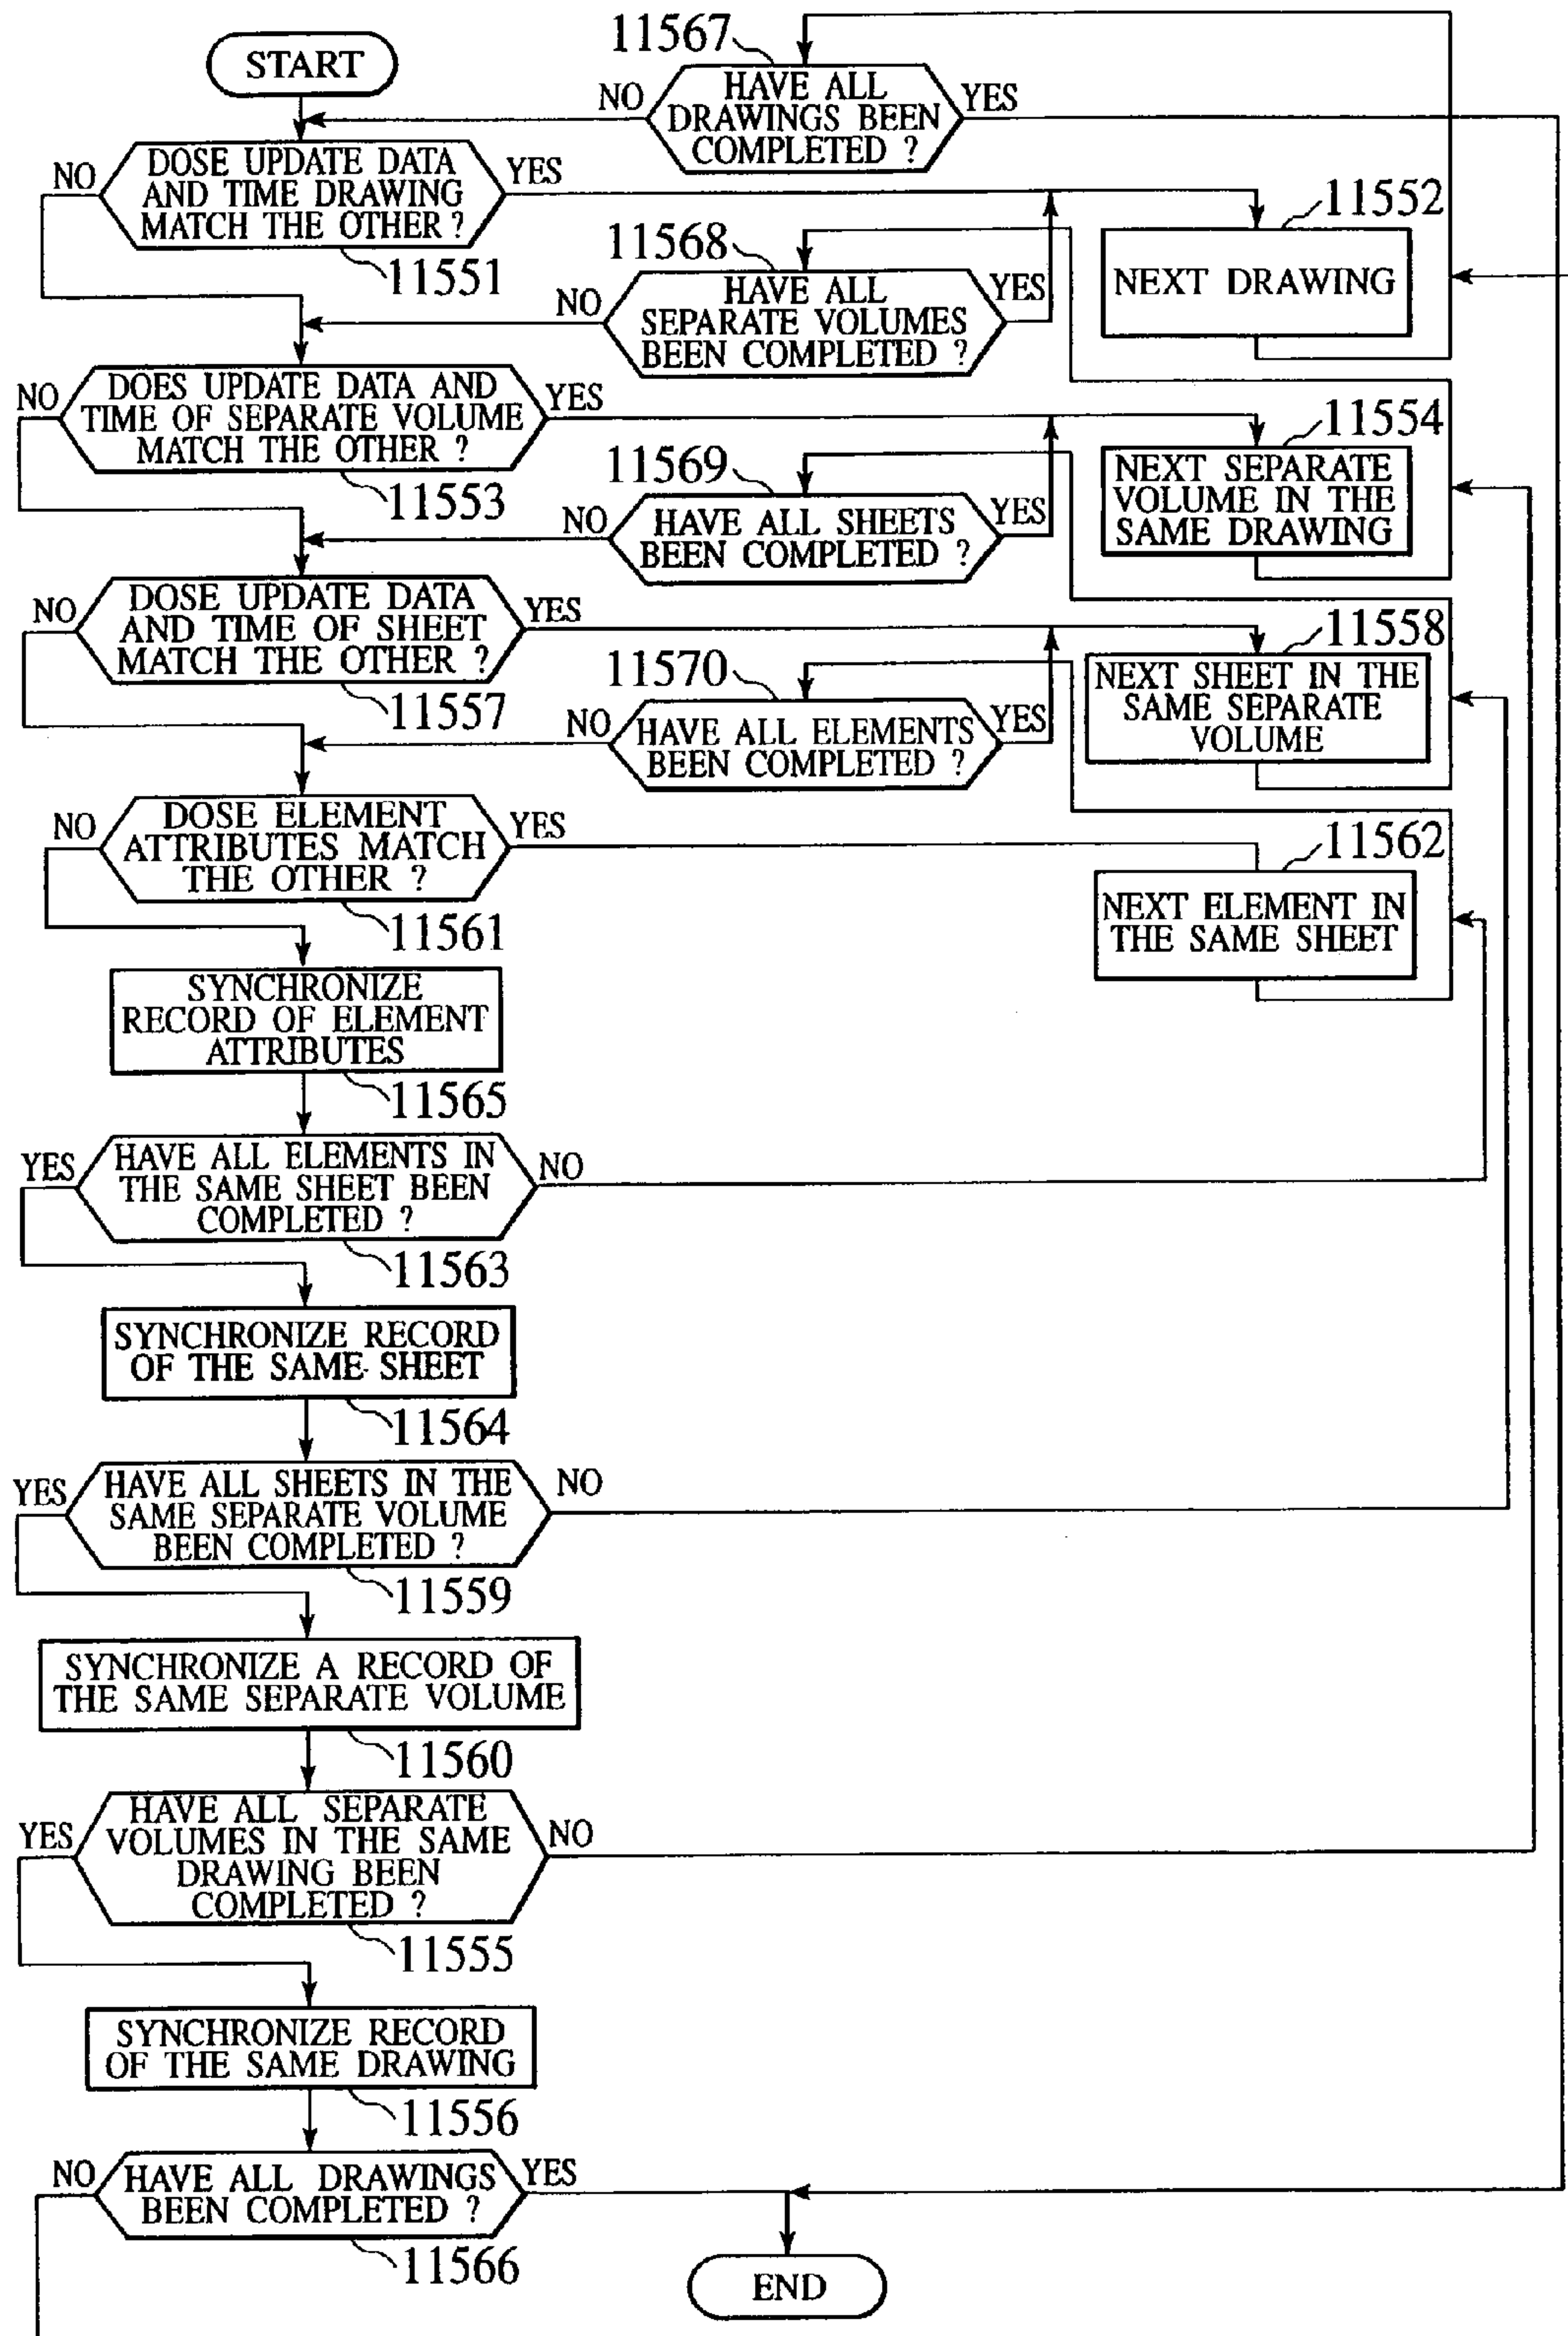 START
11567
HAVE ALL
DRAWINGS BEEN
COMPLETED ?
NO
YES
DOSE UPDATE DATA
AND TIME DRAWING
MATCH THE OTHER ?
NO
YES
11551
11552
NEXT DRAWING
11568
HAVE ALL
SEPARATE VOLUMES
BEEN COMPLETED ?
NO
YES
DOES UPDATE DATA AND
TIME OF SEPARATE VOLUME
MATCH THE OTHER ?
NO
YES
11553
11554
NEXT SEPARATE
VOLUME IN THE
SAME DRAWING
11569
HAVE ALL SHEETS
BEEN COMPLETED ?
NO
YES
DOSE UPDATE DATA
AND TIME OF SHEET
MATCH THE OTHER ?
NO
YES
11557
11558
NEXT SHEET IN THE
SAME SEPARATE
VOLUME
11570
HAVE ALL ELEMENTS
BEEN COMPLETED ?
NO
YES
DOSE ELEMENT
ATTRIBUTES MATCH
THE OTHER ?
NO
YES
11561
11562
NEXT ELEMENT IN
THE SAME SHEET
SYNCHRONIZE
RECORD OF ELEMENT
ATTRIBUTES
11565
HAVE ALL ELEMENTS IN
THE SAME SHEET BEEN
COMPLETED ?
YES
NO
11563
SYNCHRONIZE RECORD
OF THE SAME SHEET
11564
HAVE ALL SHEETS IN THE
SAME SEPARATE VOLUME
BEEN COMPLETED ?
YES
NO
11559
SYNCHRONIZE A RECORD OF
THE SAME SEPARATE VOLUME
11560
HAVE ALL SEPARATE
VOLUMES IN THE SAME
DRAWING BEEN
COMPLETED ?
YES
NO
11555
SYNCHRONIZE RECORD
OF THE SAME DRAWING
11556
HAVE ALL DRAWINGS
BEEN COMPLETED ?
NO
YES
11566
END